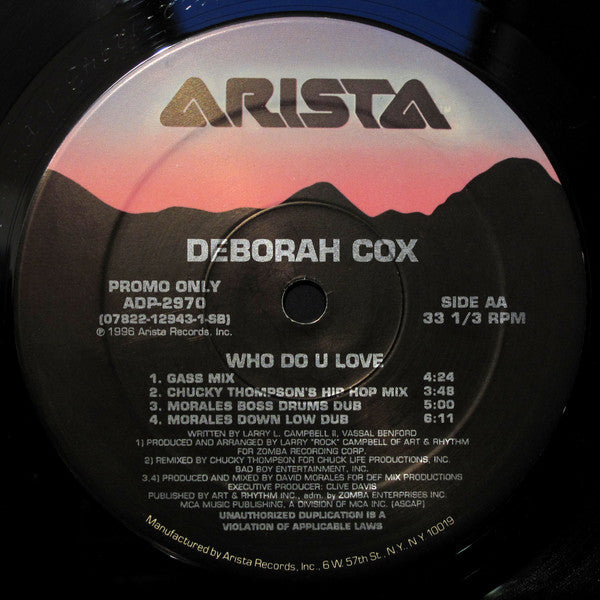 ARISTA
DEBORAH COX
PROMO ONLY
ADP-2970
(07822-12943-1-SB)
℗ 1996 Arista Records, Inc.
SIDE AA
33 1/3 RPM
WHO DO U LOVE
1. GASS MIX 4:24
2. CHUCKY THOMPSON'S HIP HOP MIX 3:48
3. MORALES BOSS DRUMS DUB 5:00
4. MORALES DOWN LOW DUB 6:11
WRITTEN BY LARRY L. CAMPBELL II, VASSAL BENFORD
1) PRODUCED AND ARRANGED BY LARRY "ROCK" CAMPBELL OF ART & RHYTHM
FOR ZOMBA RECORDING CORP.
2) REMIXED BY CHUCKY THOMPSON FOR CHUCK LIFE PRODUCTIONS, INC.
BAD BOY ENTERTAINMENT, INC.
3,4) PRODUCED AND MIXED BY DAVID MORALES FOR DEF MIX PRODUCTIONS
EXECUTIVE PRODUCER: CLIVE DAVIS
PUBLISHED BY ART & RHYTHM INC., adm. by ZOMBA ENTERPRISES INC.
MCA MUSIC PUBLISHING, A DIVISION OF MCA INC. (ASCAP)
UNAUTHORIZED DUPLICATION IS A
VIOLATION OF APPLICABLE LAWS
Manufactured by Arista Records, Inc., 6 W. 57th St., N.Y., N.Y. 10019